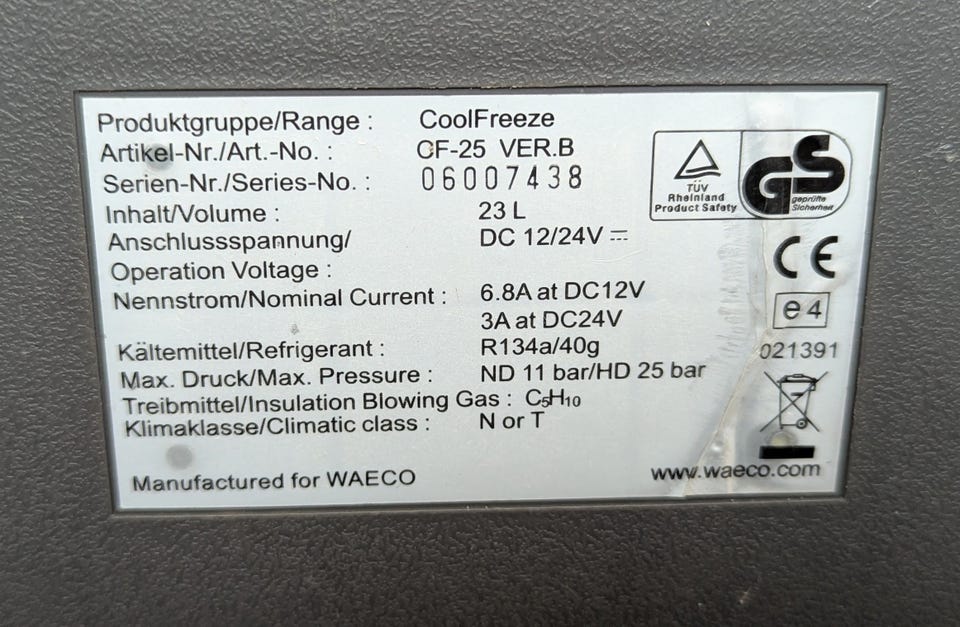 Produktgruppe/Range : CoolFreeze
Artikel-Nr./Art.-No. : CF-25 VER.B
Serien-Nr./Series-No. : 06007438
Inhalt/Volume : 23 L
Anschlussspannung/ DC 12/24V ⎓
Operation Voltage :
Nennstrom/Nominal Current : 6.8A at DC12V
3A at DC24V
Kältemittel/Refrigerant : R134a/40g
Max. Druck/Max. Pressure : ND 11 bar/HD 25 bar
Treibmittel/Insulation Blowing Gas : C₅H₁₀
Klimaklasse/Climatic class : N or T
Manufactured for WAECO
TÜV
Rheinland
Product Safety
GS
geprüfte
Sicherheit
CE
e4
021391
www.waeco.com